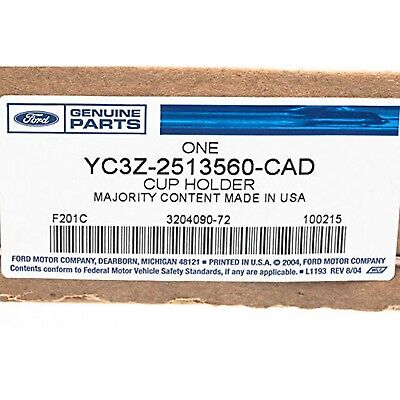 Ford
GENUINE
PARTS
ONE
YC3Z-2513560-CAD
CUP HOLDER
MAJORITY CONTENT MADE IN USA
F201C 3204090-72 100215
FORD MOTOR COMPANY, DEARBORN, MICHIGAN 48121 ■ PRINTED IN U.S.A. © 2004, FORD MOTOR COMPANY
Contents conform to Federal Motor Vehicle Safety Standards, if any are applicable. ■ L1193 REV 8/04